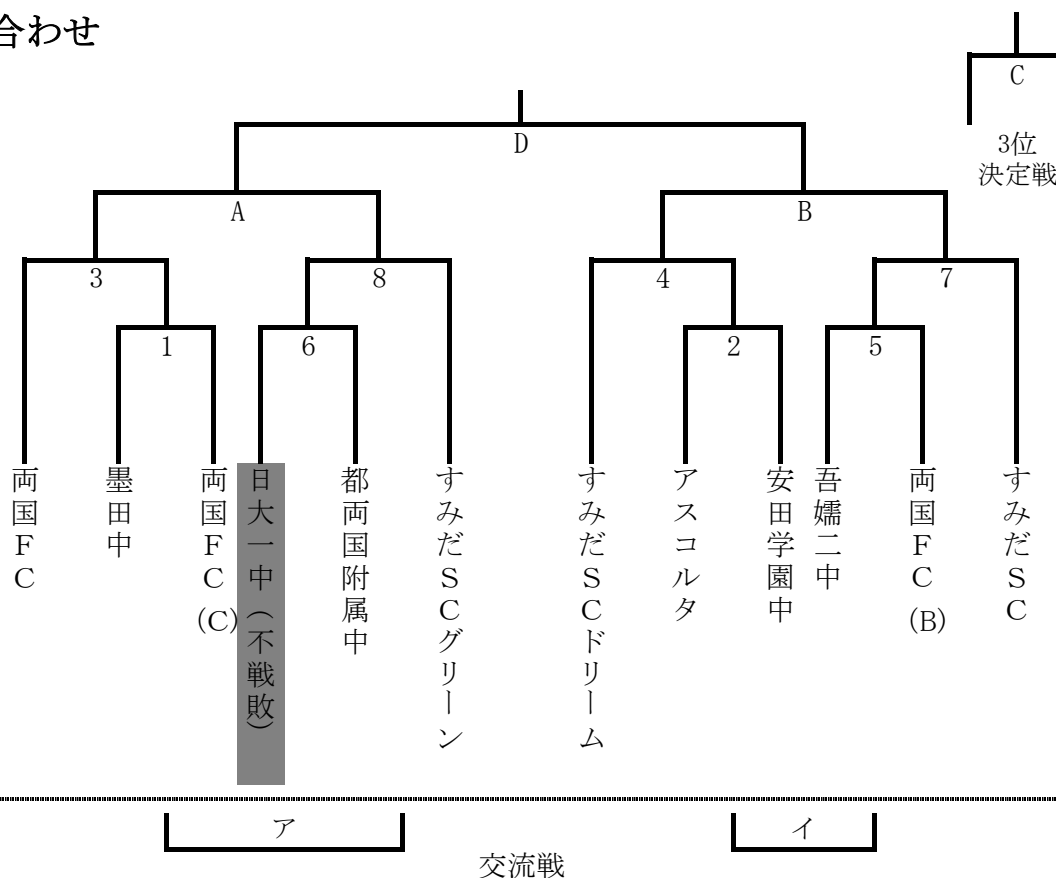 合わせ
C
3位
決定戦
D
A
B
3
8
4
7
1
6
2
5
両国ＦＣ
墨田中
両国ＦＣ(C)
日大一中（不戦敗）
都両国附属中
すみだＳＣグリーン
すみだＳＣドリーム
アスコルタ
安田学園中
吾嬬二中
両国ＦＣ(B)
すみだＳＣ
ア
イ
交流戦